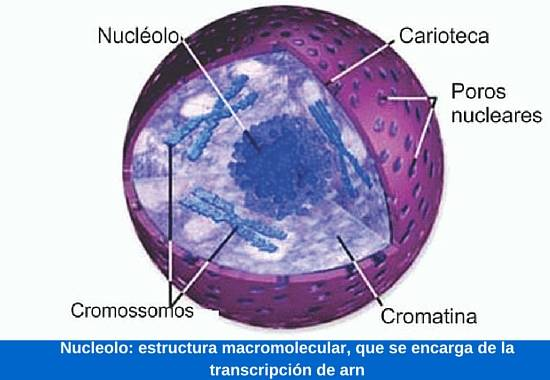 Nucléolo
Carioteca
Poros
nucleares
Cromossomos
Cromatina
Nucleolo: estructura macromolecular, que se encarga de la
transcripción de arn